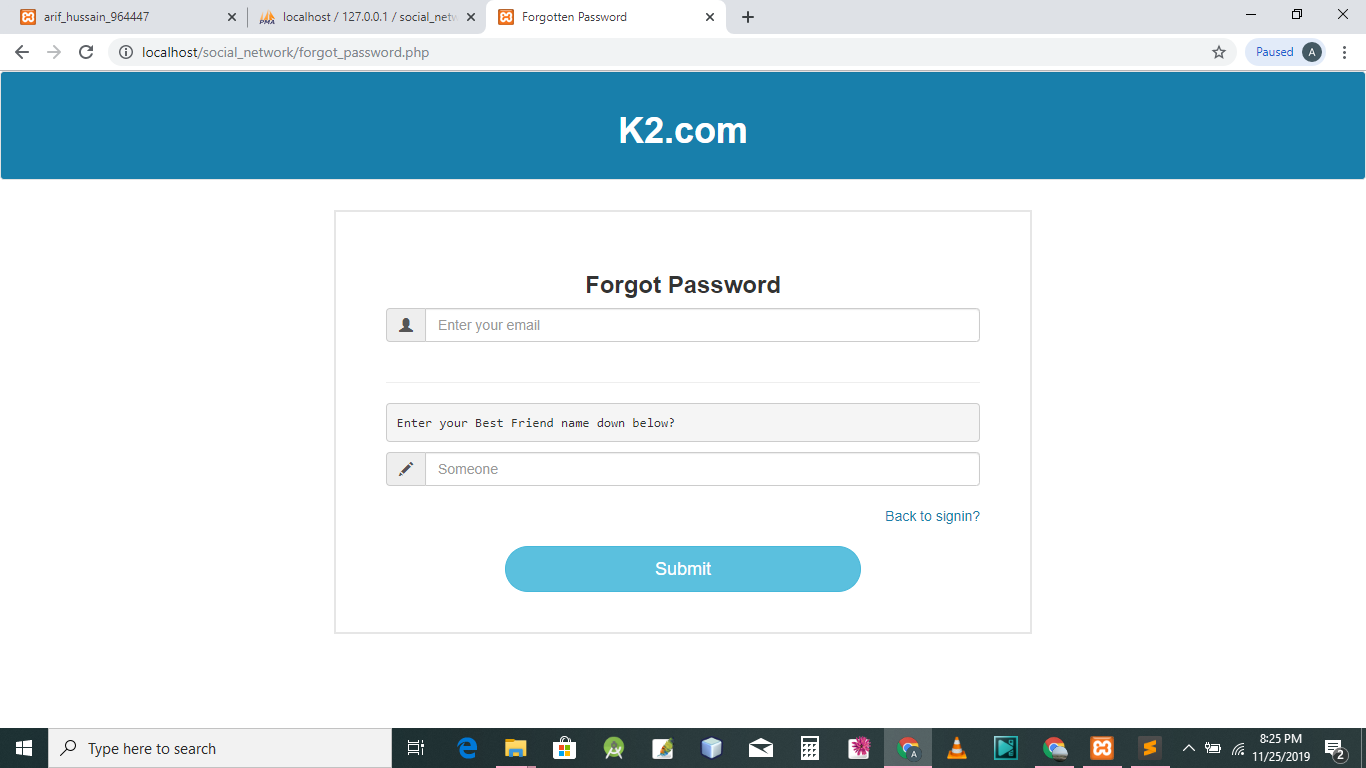 arif_hussain_964447
localhost / 127.0.0.1 / social_netw
Forgotten Password
localhost/social_network/forgot_password.php
Paused
A
K2.com
Forgot Password
Enter your email
Enter your Best Friend name down below?
Someone
Back to signin?
Submit
Type here to search
A
8:25 PM
11/25/2019
2